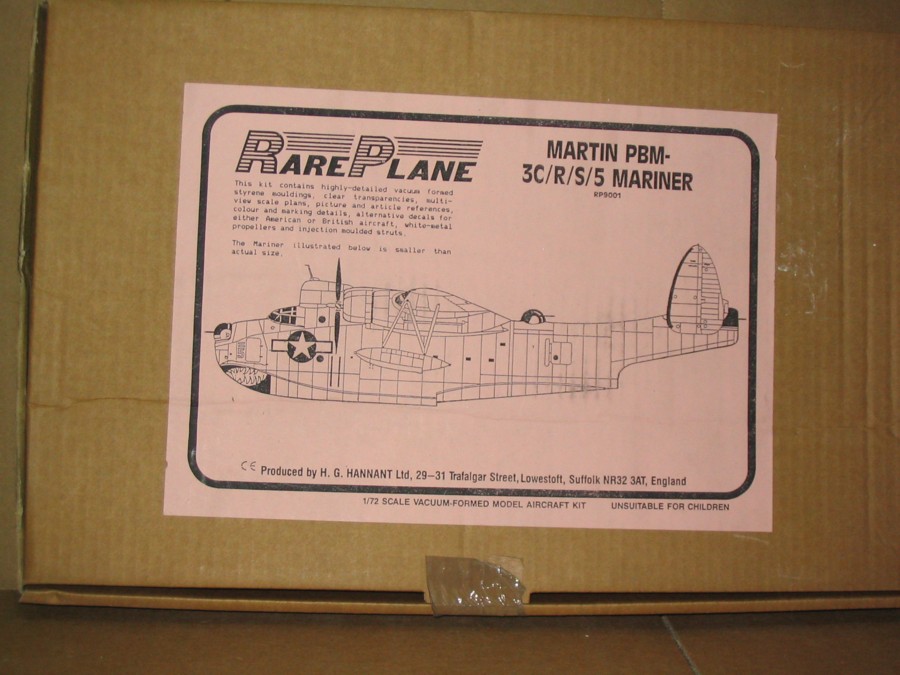 RARE PLANE
This kit contains highly-detailed vacuum formed
styrene mouldings, clear transparencies, multi-
view scale plans, picture and article references,
colour and marking details, alternative decals for
either American or British aircraft, white-metal
propellers and injection moulded struts.
The Mariner illustrated below is smaller than
actual size.
MARTIN PBM-
3C/R/S/5 MARINER
RP9001
CE Produced by H. G. HANNANT Ltd, 29–31 Trafalgar Street, Lowestoft, Suffolk NR32 3AT, England
1/72 SCALE VACUUM-FORMED MODEL AIRCRAFT KIT UNSUITABLE FOR CHILDREN